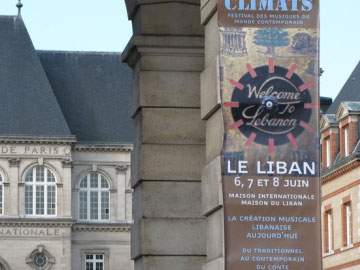 CLIMATS
FESTIVAL DES MUSIQUES DU
MONDE CONTEMPORAIN
Welcome
To
Lebanon
LE LIBAN
6, 7 ET 8 JUIN
MAISON INTERNATIONALE
MAISON DU LIBAN
LA CRÉATION MUSICALE
LIBANAISE
AUJOURD'HUI
DU TRADITIONNEL
AU CONTEMPORAIN
DU CONTE
DE PARIS
NATIONALE